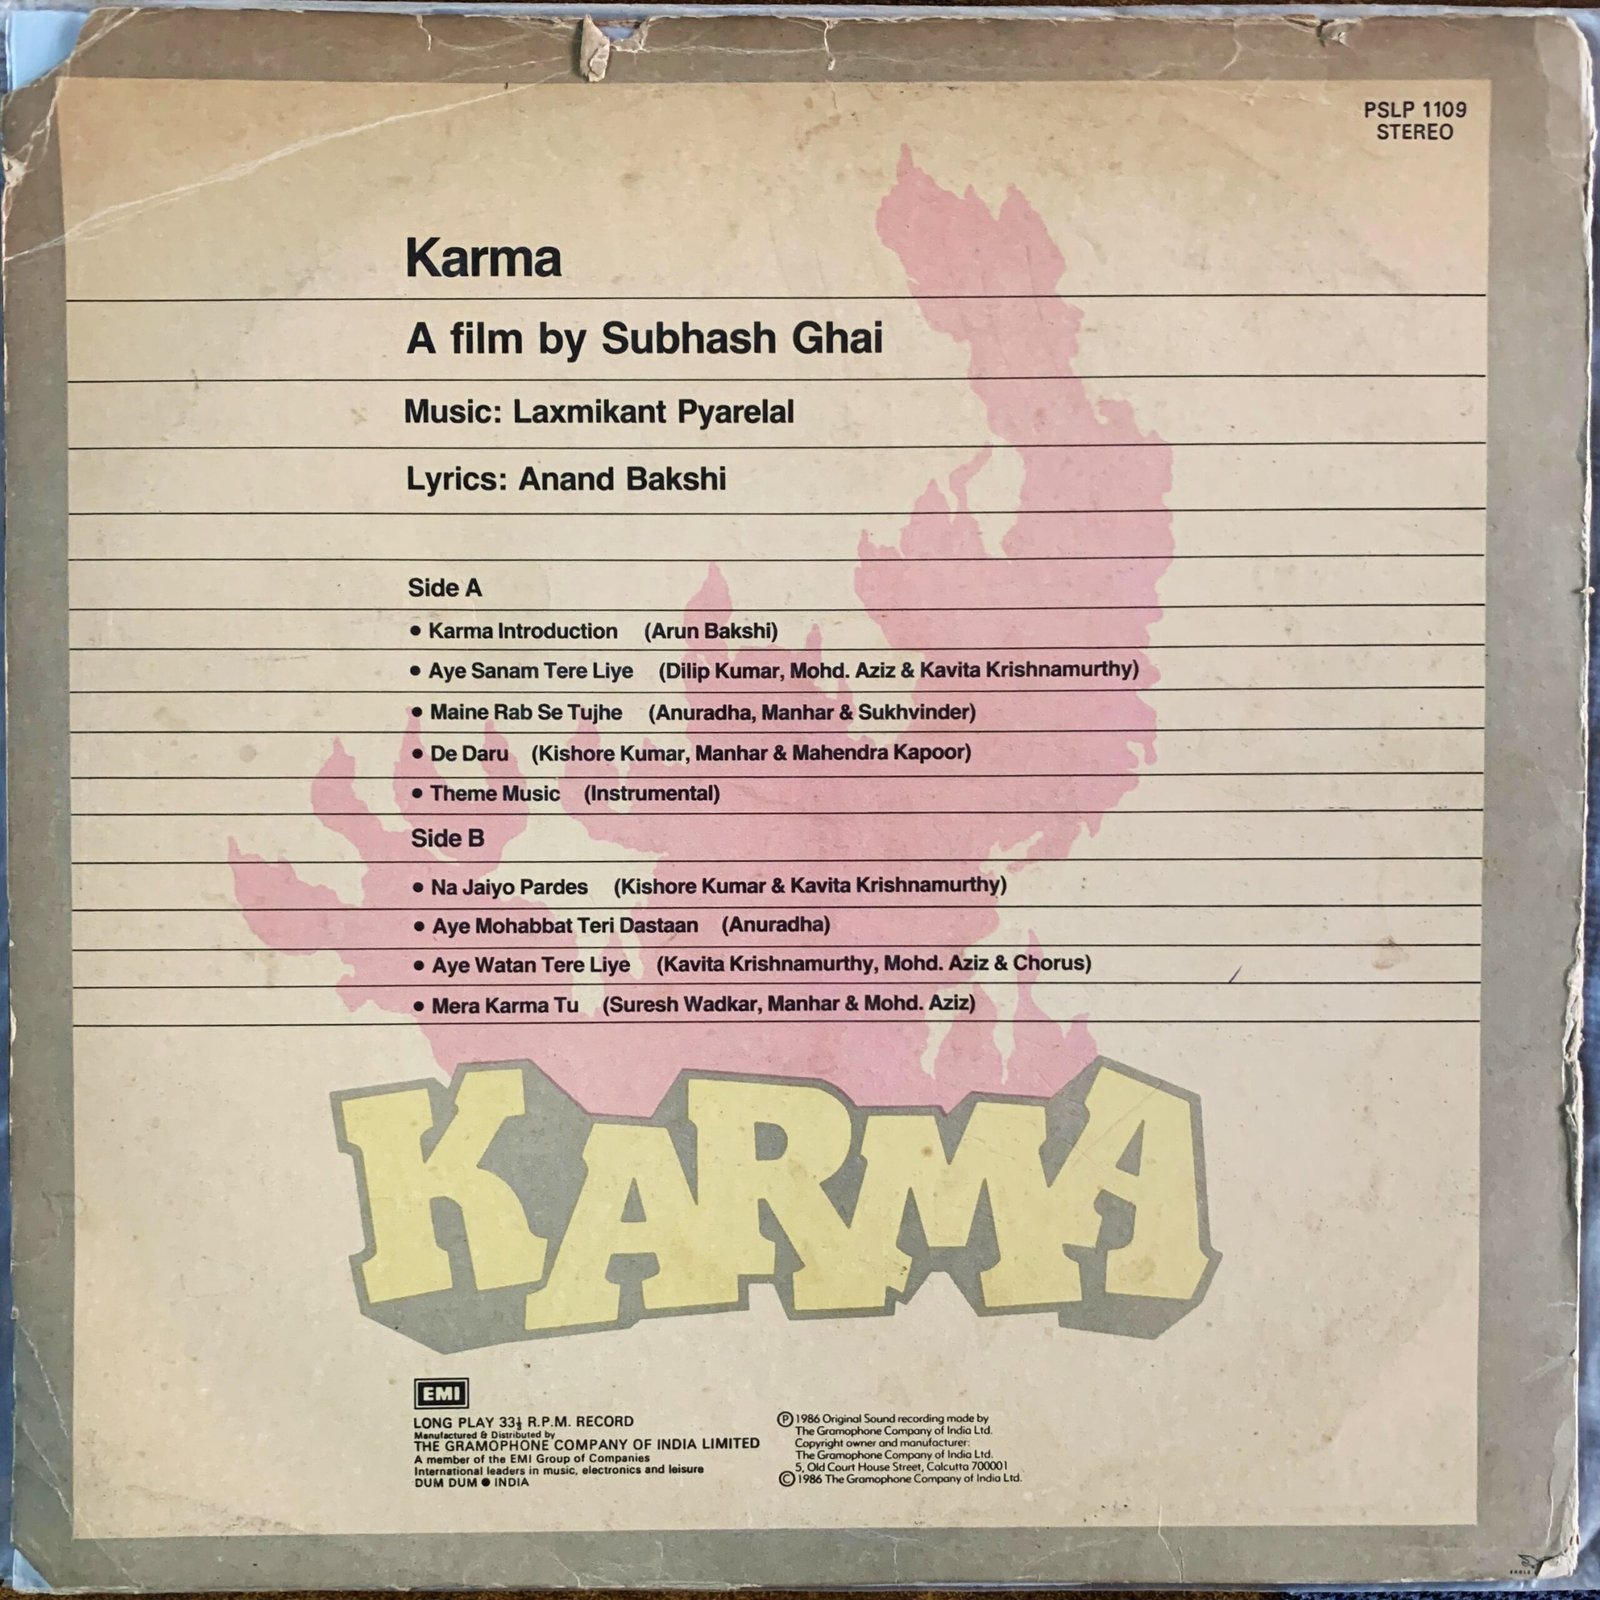 PSLP 1109
STEREO
Karma
A film by Subhash Ghai
Music: Laxmikant Pyarelal
Lyrics: Anand Bakshi
Side A
• Karma Introduction (Arun Bakshi)
• Aye Sanam Tere Liye (Dilip Kumar, Mohd. Aziz & Kavita Krishnamurthy)
• Maine Rab Se Tujhe (Anuradha, Manhar & Sukhvinder)
• De Daru (Kishore Kumar, Manhar & Mahendra Kapoor)
• Theme Music (Instrumental)
Side B
• Na Jaiyo Pardes (Kishore Kumar & Kavita Krishnamurthy)
• Aye Mohabbat Teri Dastaan (Anuradha)
• Aye Watan Tere Liye (Kavita Krishnamurthy, Mohd. Aziz & Chorus)
• Mera Karma Tu (Suresh Wadkar, Manhar & Mohd. Aziz)
KARMA
EMI
LONG PLAY 33⅓ R.P.M. RECORD
Manufactured & Distributed by
THE GRAMOPHONE COMPANY OF INDIA LIMITED
A member of the EMI Group of Companies
International leaders in music, electronics and leisure
DUM DUM ● INDIA
Ⓟ 1986 Original Sound recording made by
The Gramophone Company of India Ltd.
Copyright owner and manufacturer:
The Gramophone Company of India Ltd.
5, Old Court House Street, Calcutta 700001
© 1986 The Gramophone Company of India Ltd.
EAGLE